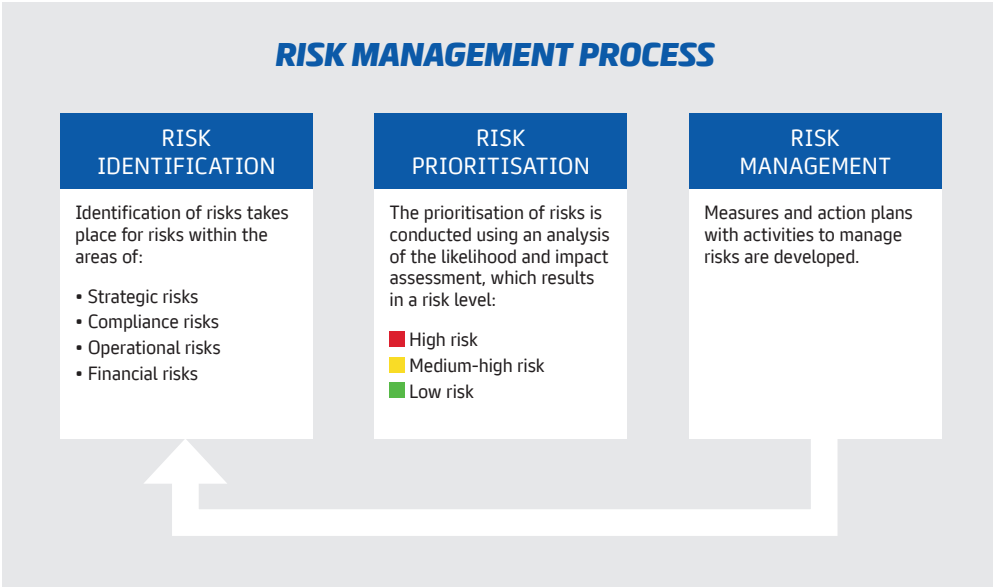 RISK MANAGEMENT PROCESS
RISK
IDENTIFICATION
Identification of risks takes
place for risks within the
areas of:
• Strategic risks
• Compliance risks
• Operational risks
• Financial risks
RISK
PRIORITISATION
The prioritisation of risks is
conducted using an analysis
of the likelihood and impact
assessment, which results
in a risk level:
High risk
Medium-high risk
Low risk
RISK
MANAGEMENT
Measures and action plans
with activities to manage
risks are developed.